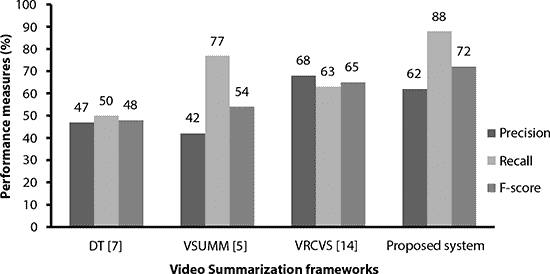 Performance measures (%)
100
90
80
70
60
50
40
30
20
10
0
47 50 48
42 77 54
68 63 65
62 88 72
DT [7] VSUMM [5] VRCVS [14] Proposed system
Video Summarization frameworks
Precision
Recall
F-score